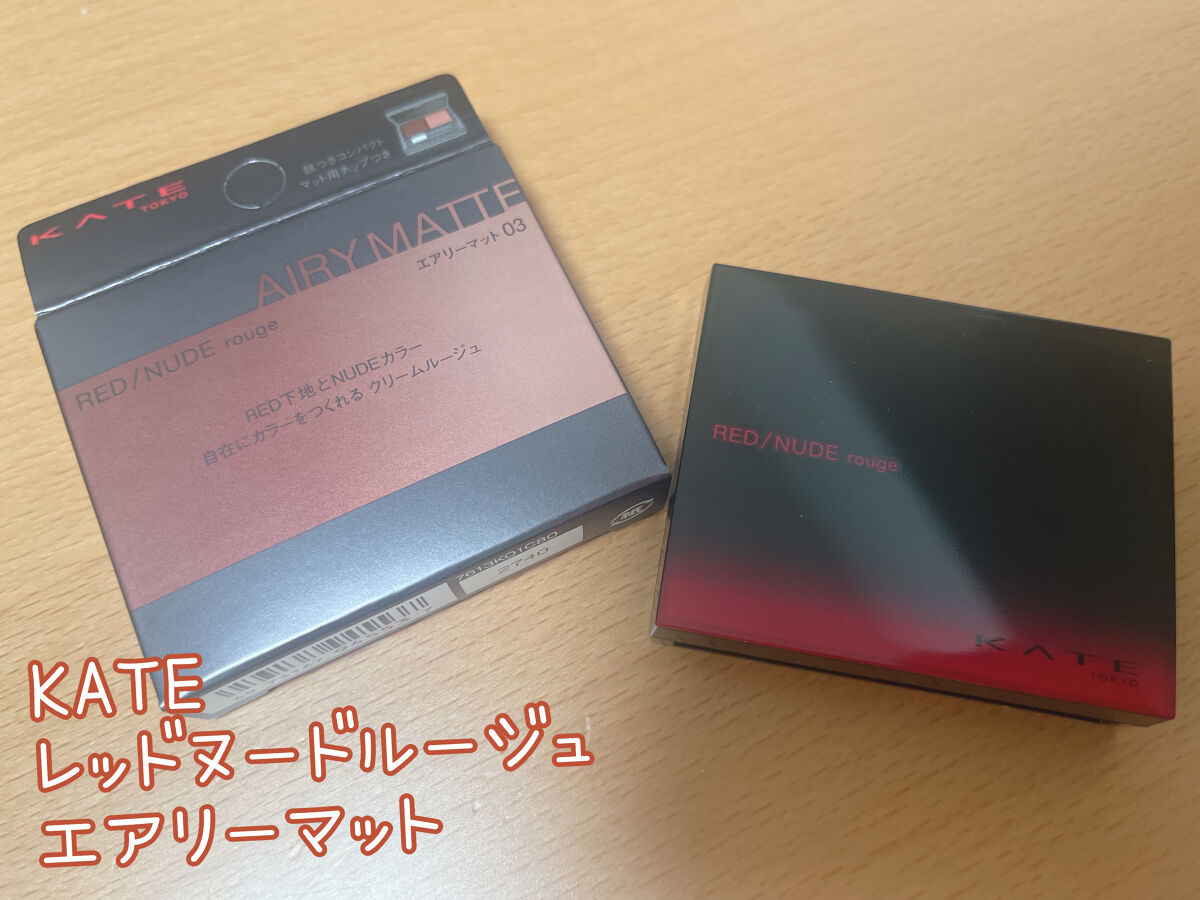 KATE
TOKYO
鏡つきコンパクト
マット用チップつき
AIRY MATTE
エアリーマット 03
RED/NUDE rouge
RED下地とNUDEカラー
自在にカラーをつくれる クリームルージュ
7613K01C80
2740
RED/NUDE rouge
KATE
TOKYO
KATE
レッドヌードルージュ
エアリーマット